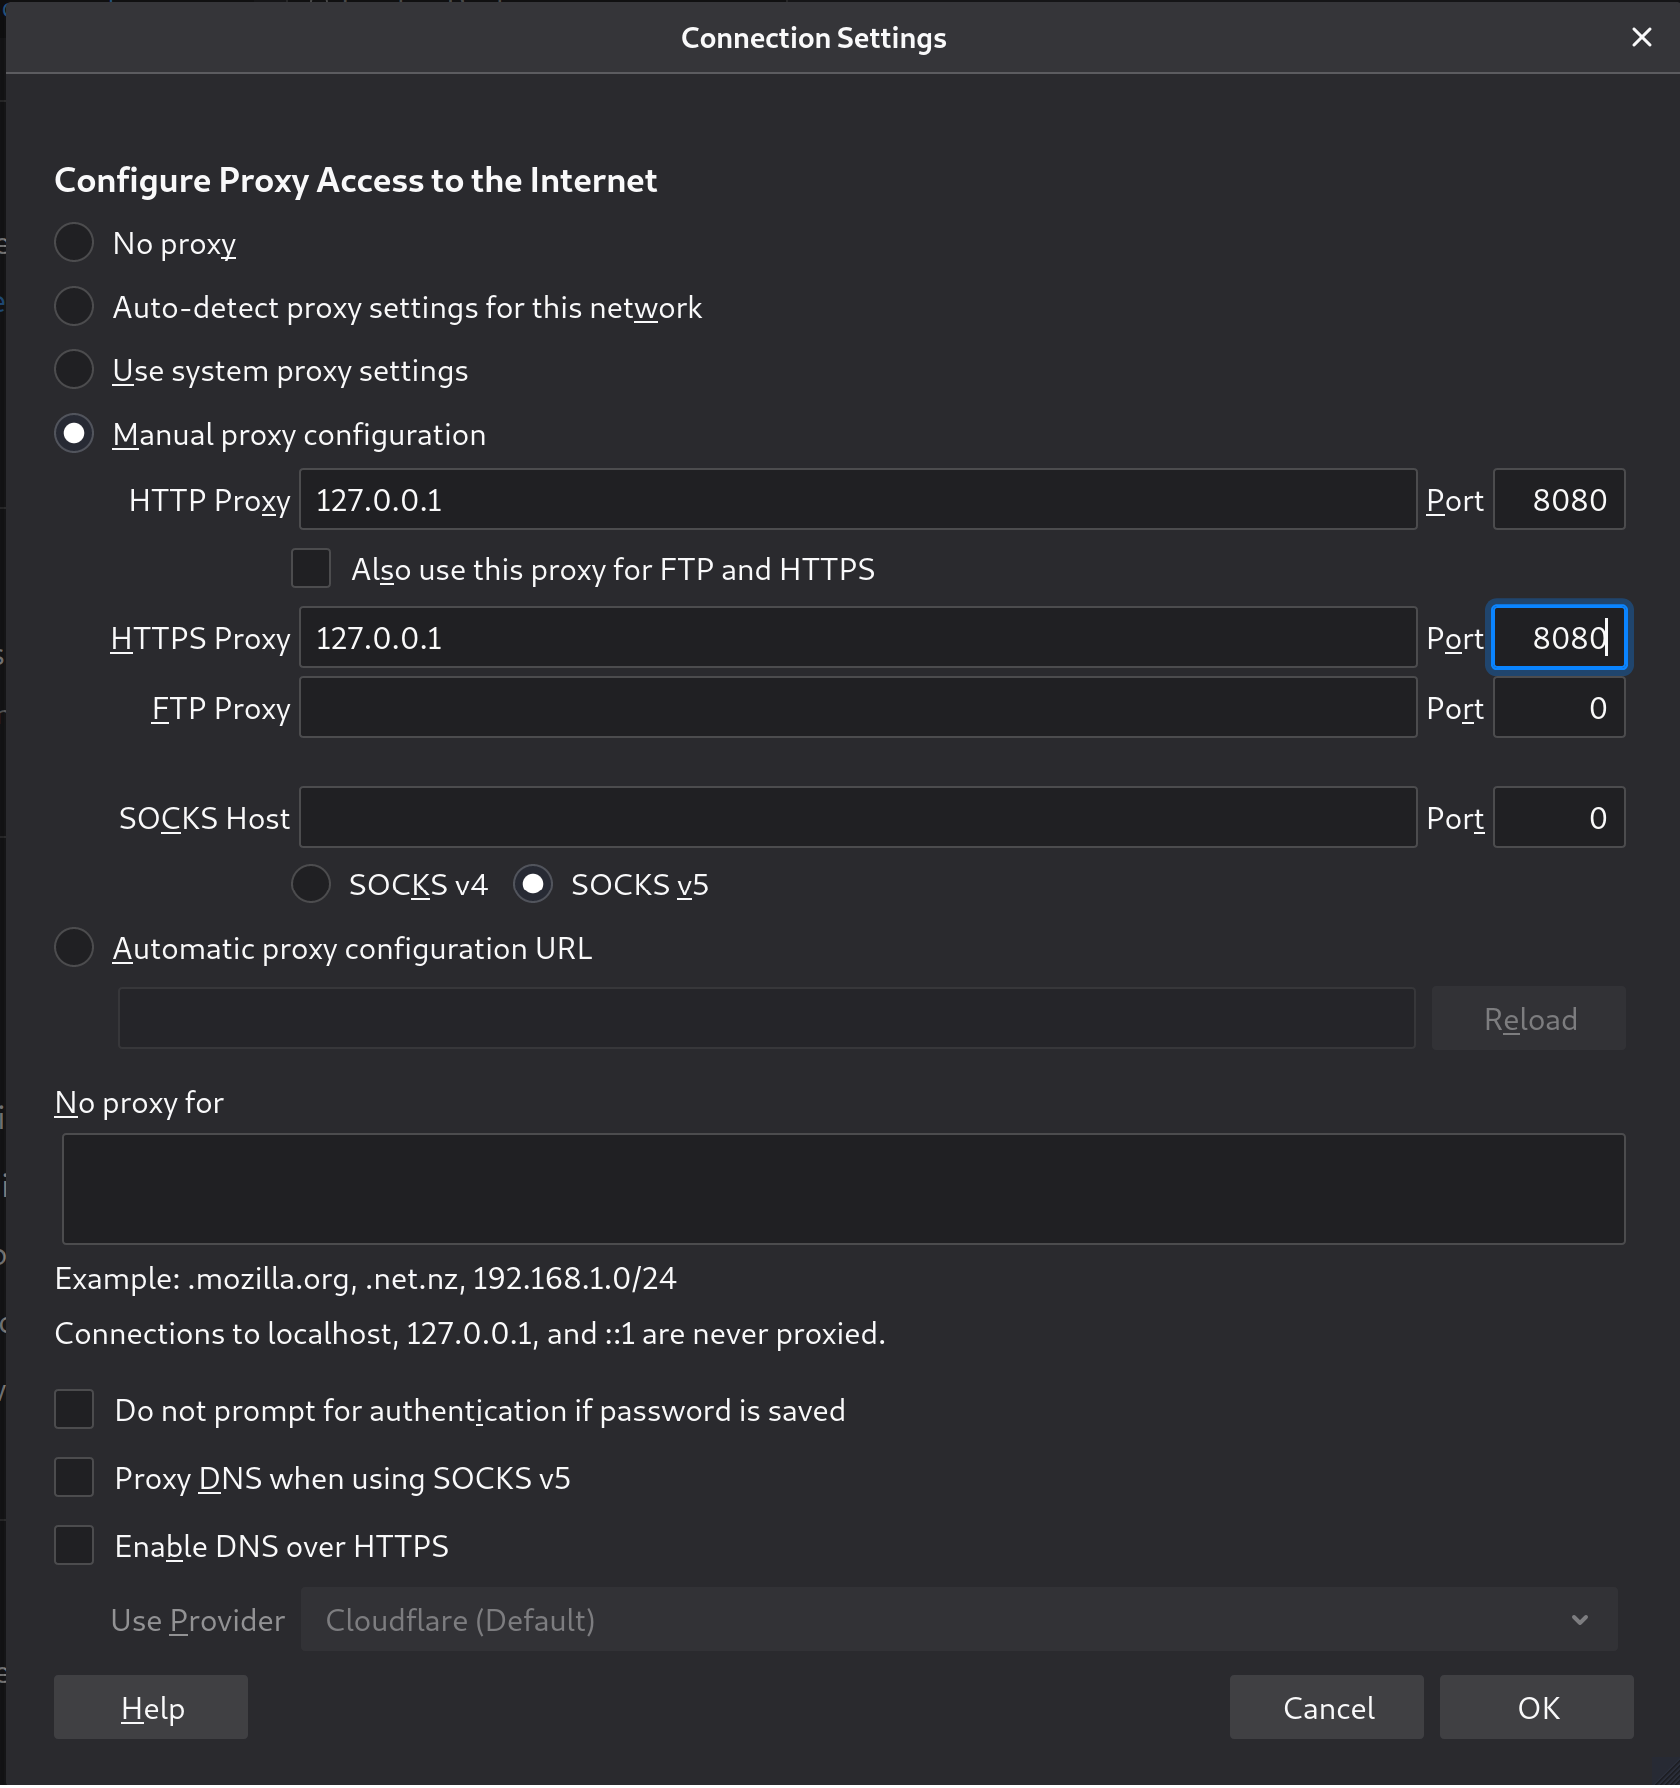 Connection Settings
Configure Proxy Access to the Internet
No proxy
Auto-detect proxy settings for this network
Use system proxy settings
Manual proxy configuration
HTTP Proxy 127.0.0.1 Port 8080
Also use this proxy for FTP and HTTPS
HTTPS Proxy 127.0.0.1 Port 8080
FTP Proxy Port 0
SOCKS Host Port 0
SOCKS v4 SOCKS v5
Automatic proxy configuration URL
Reload
No proxy for
Example: .mozilla.org, .net.nz, 192.168.1.0/24
Connections to localhost, 127.0.0.1, and ::1 are never proxied.
Do not prompt for authentication if password is saved
Proxy DNS when using SOCKS v5
Enable DNS over HTTPS
Use Provider Cloudflare (Default)
Help Cancel OK